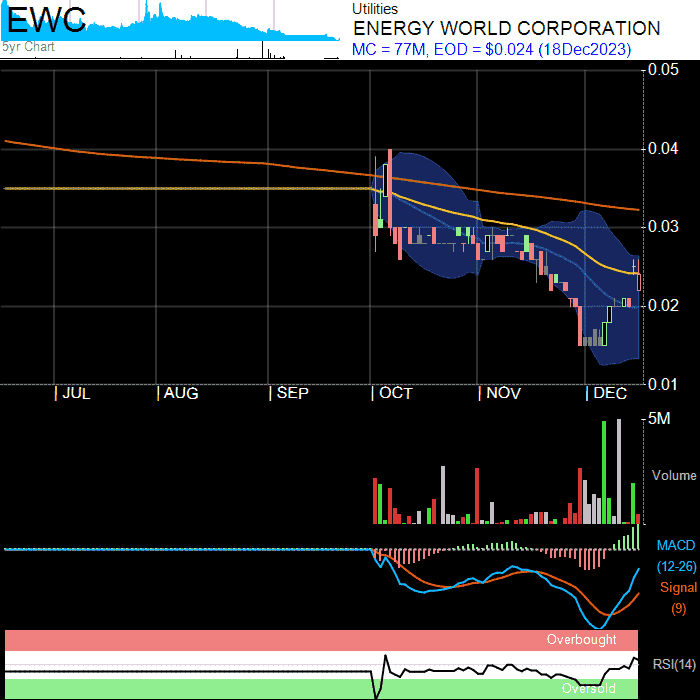 EWC
5yr Chart
Utilities
ENERGY WORLD CORPORATION
MC = 77M, EOD = $0.024 (18Dec2023)
0.05
0.04
0.03
0.02
0.01
JUL AUG SEP OCT NOV DEC
5M
Volume
MACD
(12-26)
Signal
(9)
Overbought
RSI(14)
Oversold